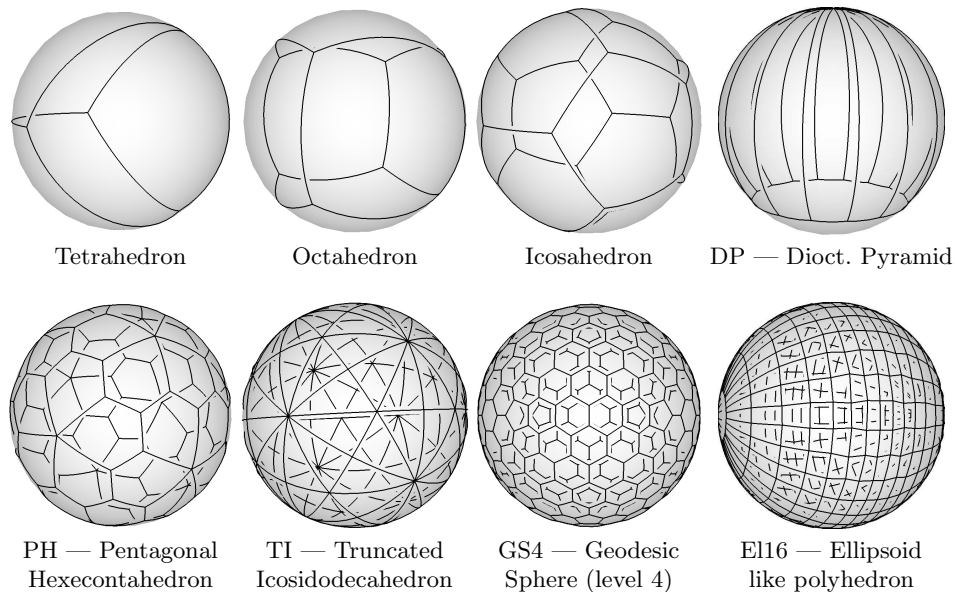 Tetrahedron
Octahedron
Icosahedron
DP — Dioct. Pyramid
PH — Pentagonal
Hexecontahedron
TI — Truncated
Icosidodecahedron
GS4 — Geodesic
Sphere (level 4)
El16 — Ellipsoid
like polyhedron